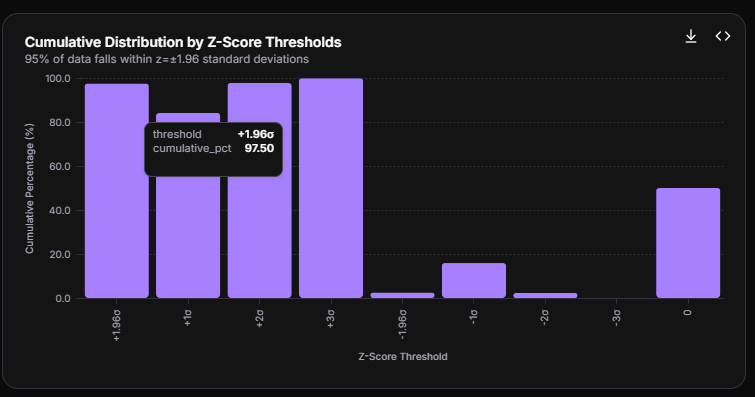 Cumulative Distribution by Z-Score Thresholds
95% of data falls within z=±1.96 standard deviations
100.0
80.0
60.0
40.0
20.0
0.0
Cumulative Percentage (%)
threshold +1.96σ
cumulative_pct 97.50
+1.96σ
+1σ
+2σ
+3σ
-1.96σ
-1σ
-2σ
-3σ
0
Z-Score Threshold